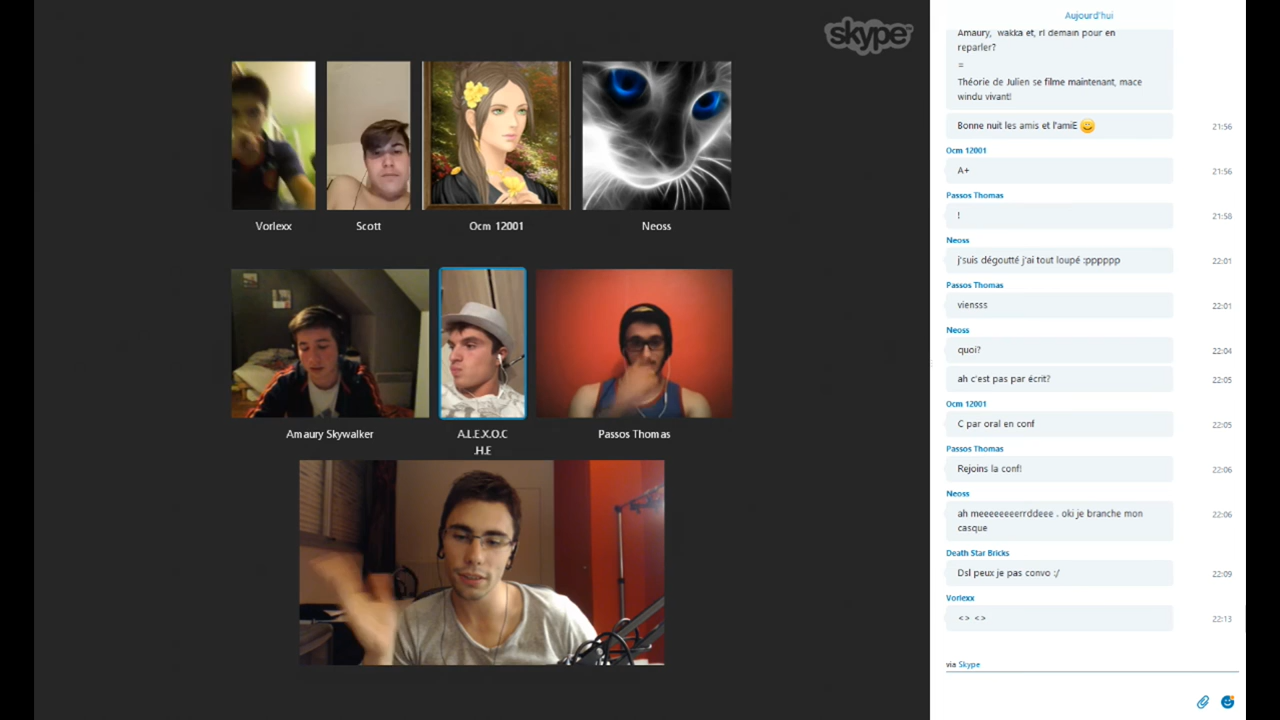 skype™
Vorlexx
Scott
Ocm 12001
Neoss
Amaury Skywalker
A.L.E.X.O.C
.H.E
Passos Thomas
Aujourd'hui
Amaury, wakka et, rl demain pour en
reparler?
=
Théorie de Julien se filme maintenant, mace
windu vivant!
Bonne nuit les amis et l'amiE
21:56
Ocm 12001
A+
21:56
Passos Thomas
!
21:58
Neoss
j'suis dégoutté j'ai tout loupé :pppppp
22:01
Passos Thomas
viensss
22:01
Neoss
quoi?
22:04
ah c'est pas par écrit?
22:05
Ocm 12001
C par oral en conf
22:05
Passos Thomas
Rejoins la conf!
22:06
Neoss
ah meeeeeeeerrddeee . oki je branche mon
casque
22:06
Death Star Bricks
Dsl peux je pas convo :/
22:09
Vorlexx
<> <>
22:13
via Skype